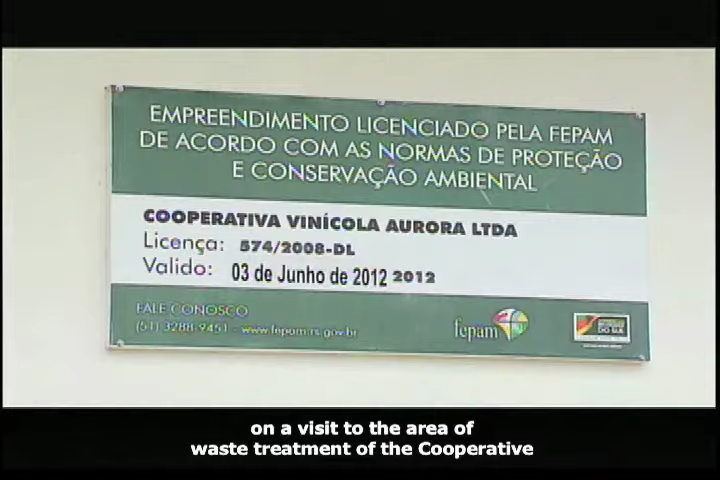 EMPREENDIMENTO LICENCIADO PELA FEPAM
DE ACORDO COM AS NORMAS DE PROTEÇÃO
E CONSERVAÇÃO AMBIENTAL
COOPERATIVA VINÍCOLA AURORA LTDA
Licença: 574/2008-DL
Valido: 03 de Junho de 2012 2012
FALE CONOSCO
(51) 3288-9451 - www.fepam.rs.gov.br
fepam
DO SUL
on a visit to the area of
waste treatment of the Cooperative